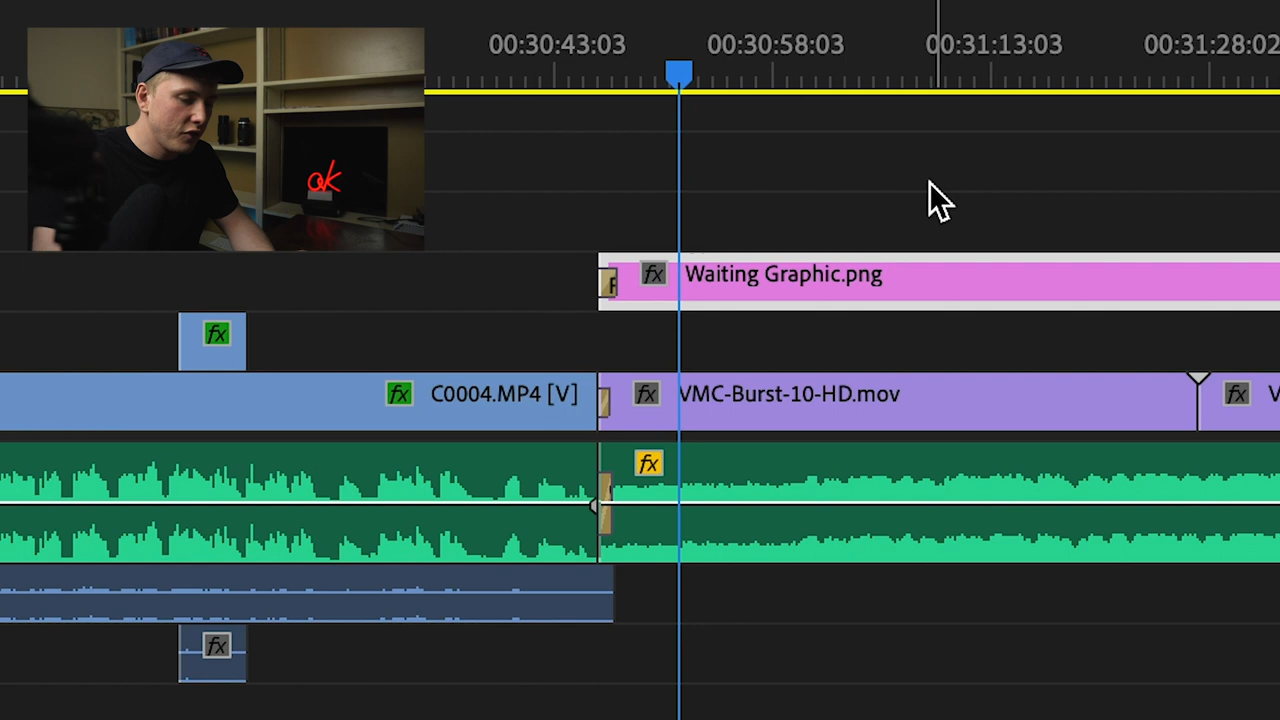 00:30:43:03 00:30:58:03 00:31:13:03 00:31:28:02
ok
fx Waiting Graphic.png
fx
fx C0004.MP4 [V] fx VMC-Burst-10-HD.mov fx V
fx
fx